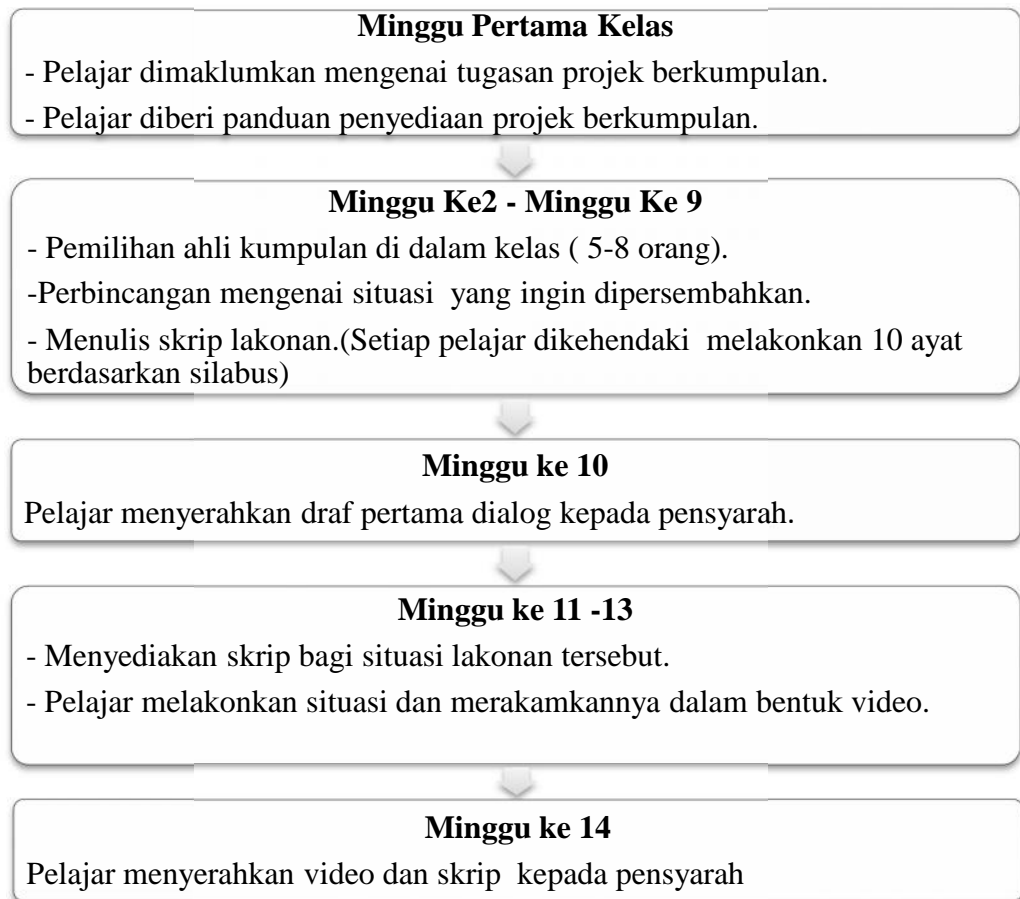 Minggu Pertama Kelas
- Pelajar dimaklumkan mengenai tugasan projek berkumpulan.
- Pelajar diberi panduan penyediaan projek berkumpulan.
Minggu Ke2 - Minggu Ke 9
- Pemilihan ahli kumpulan di dalam kelas ( 5-8 orang).
-Perbincangan mengenai situasi  yang ingin dipersembahkan.
- Menulis skrip lakonan.(Setiap pelajar dikehendaki  melakonkan 10 ayat
berdasarkan silabus)
Minggu ke 10
Pelajar menyerahkan draf pertama dialog kepada pensyarah.
Minggu ke 11 -13
- Menyediakan skrip bagi situasi lakonan tersebut.
- Pelajar melakonkan situasi dan merakamkannya dalam bentuk video.
Minggu ke 14
Pelajar menyerahkan video dan skrip  kepada pensyarah